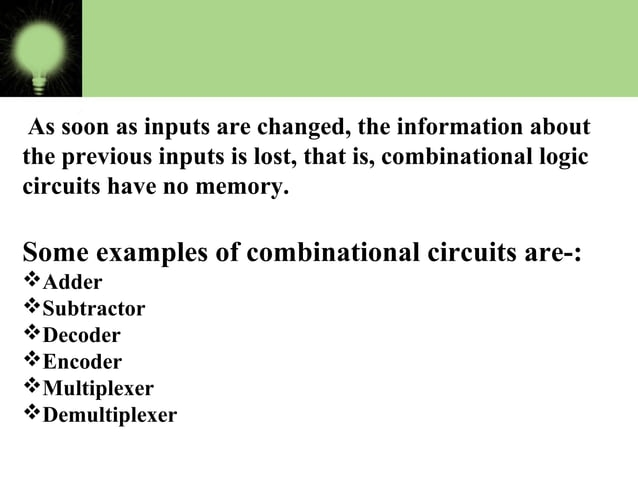 As soon as inputs are changed, the information about
the previous inputs is lost, that is, combinational logic
circuits have no memory.
Some examples of combinational circuits are-:
❖Adder
❖Subtractor
❖Decoder
❖Encoder
❖Multiplexer
❖Demultiplexer